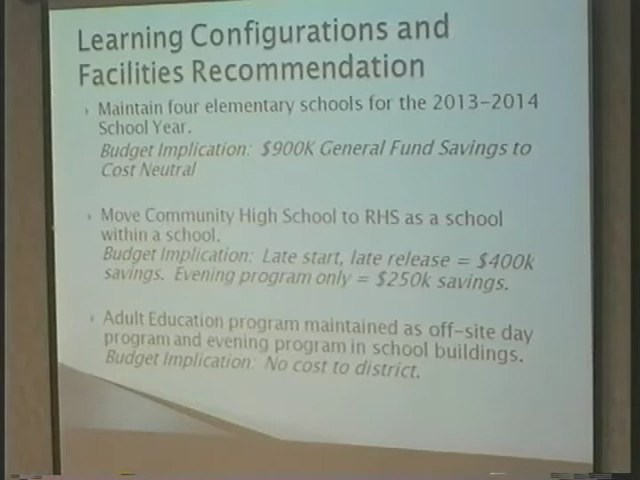 Learning Configurations and
Facilities Recommendation
Maintain four elementary schools for the 2013-2014
School Year.
Budget Implication: $900K General Fund Savings to
Cost Neutral
Move Community High School to RHS as a school
within a school.
Budget Implication: Late start, late release = $400k
savings. Evening program only = $250k savings.
Adult Education program maintained as off-site day
program and evening program in school buildings.
Budget Implication: No cost to district.